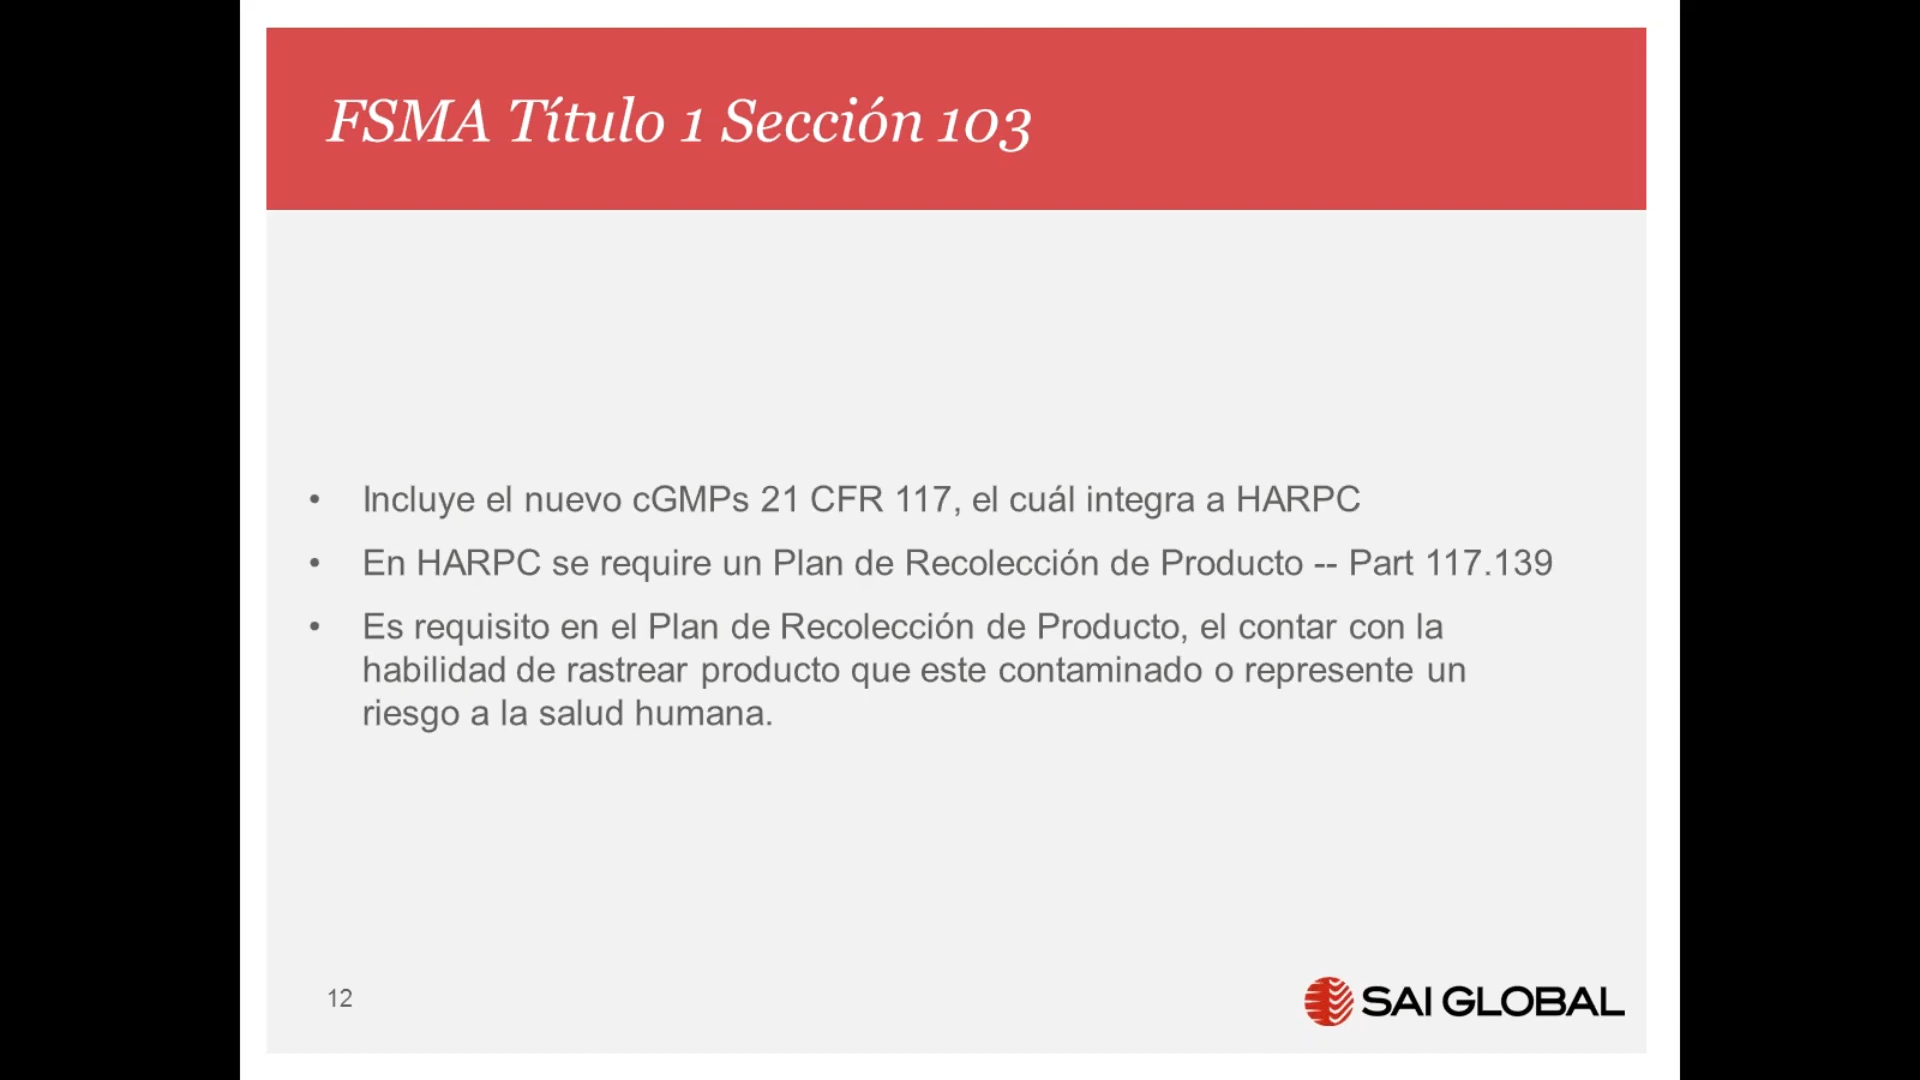 FSMA Título 1 Sección 103
• Incluye el nuevo cGMPs 21 CFR 117, el cuál integra a HARPC
• En HARPC se require un Plan de Recolección de Producto -- Part 117.139
• Es requisito en el Plan de Recolección de Producto, el contar con la
habilidad de rastrear producto que este contaminado o represente un
riesgo a la salud humana.
12
SAI GLOBAL